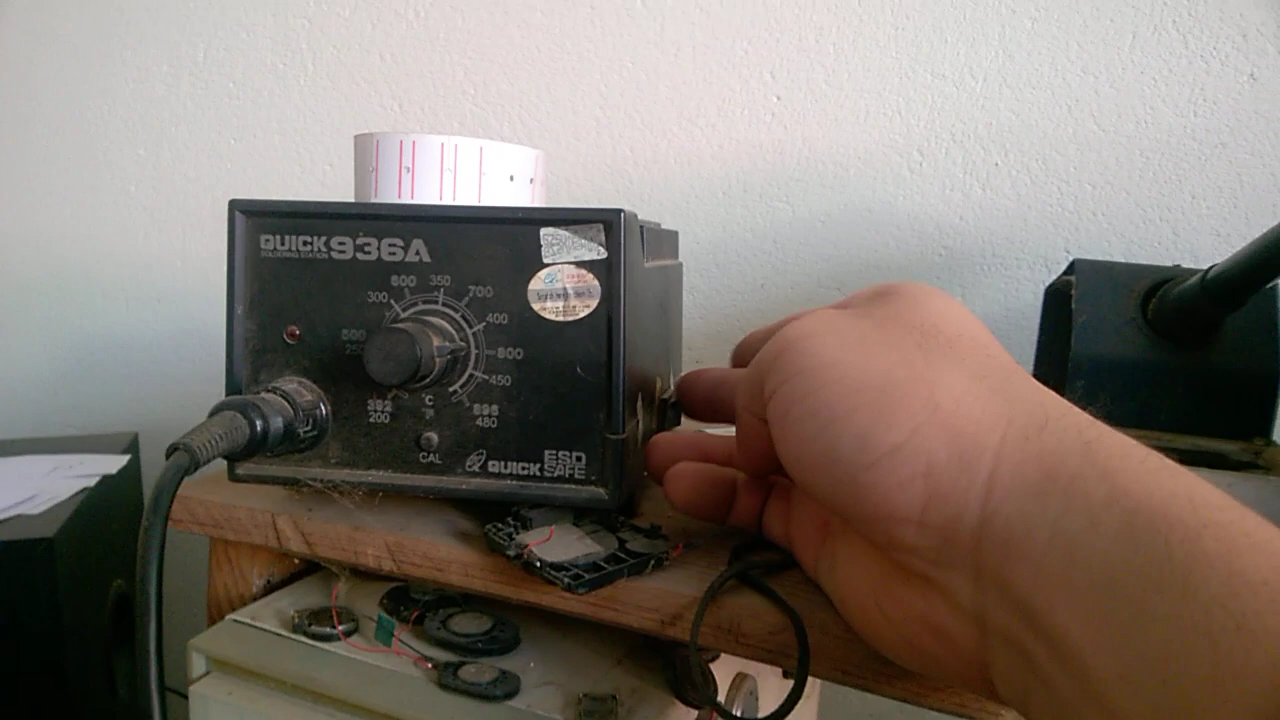 QUICK 936A
SOLDERING STATION
600 350 700
300 400
500 800
250 450
392 °C 896
200 °F 480
CAL
QUICK ESD SAFE